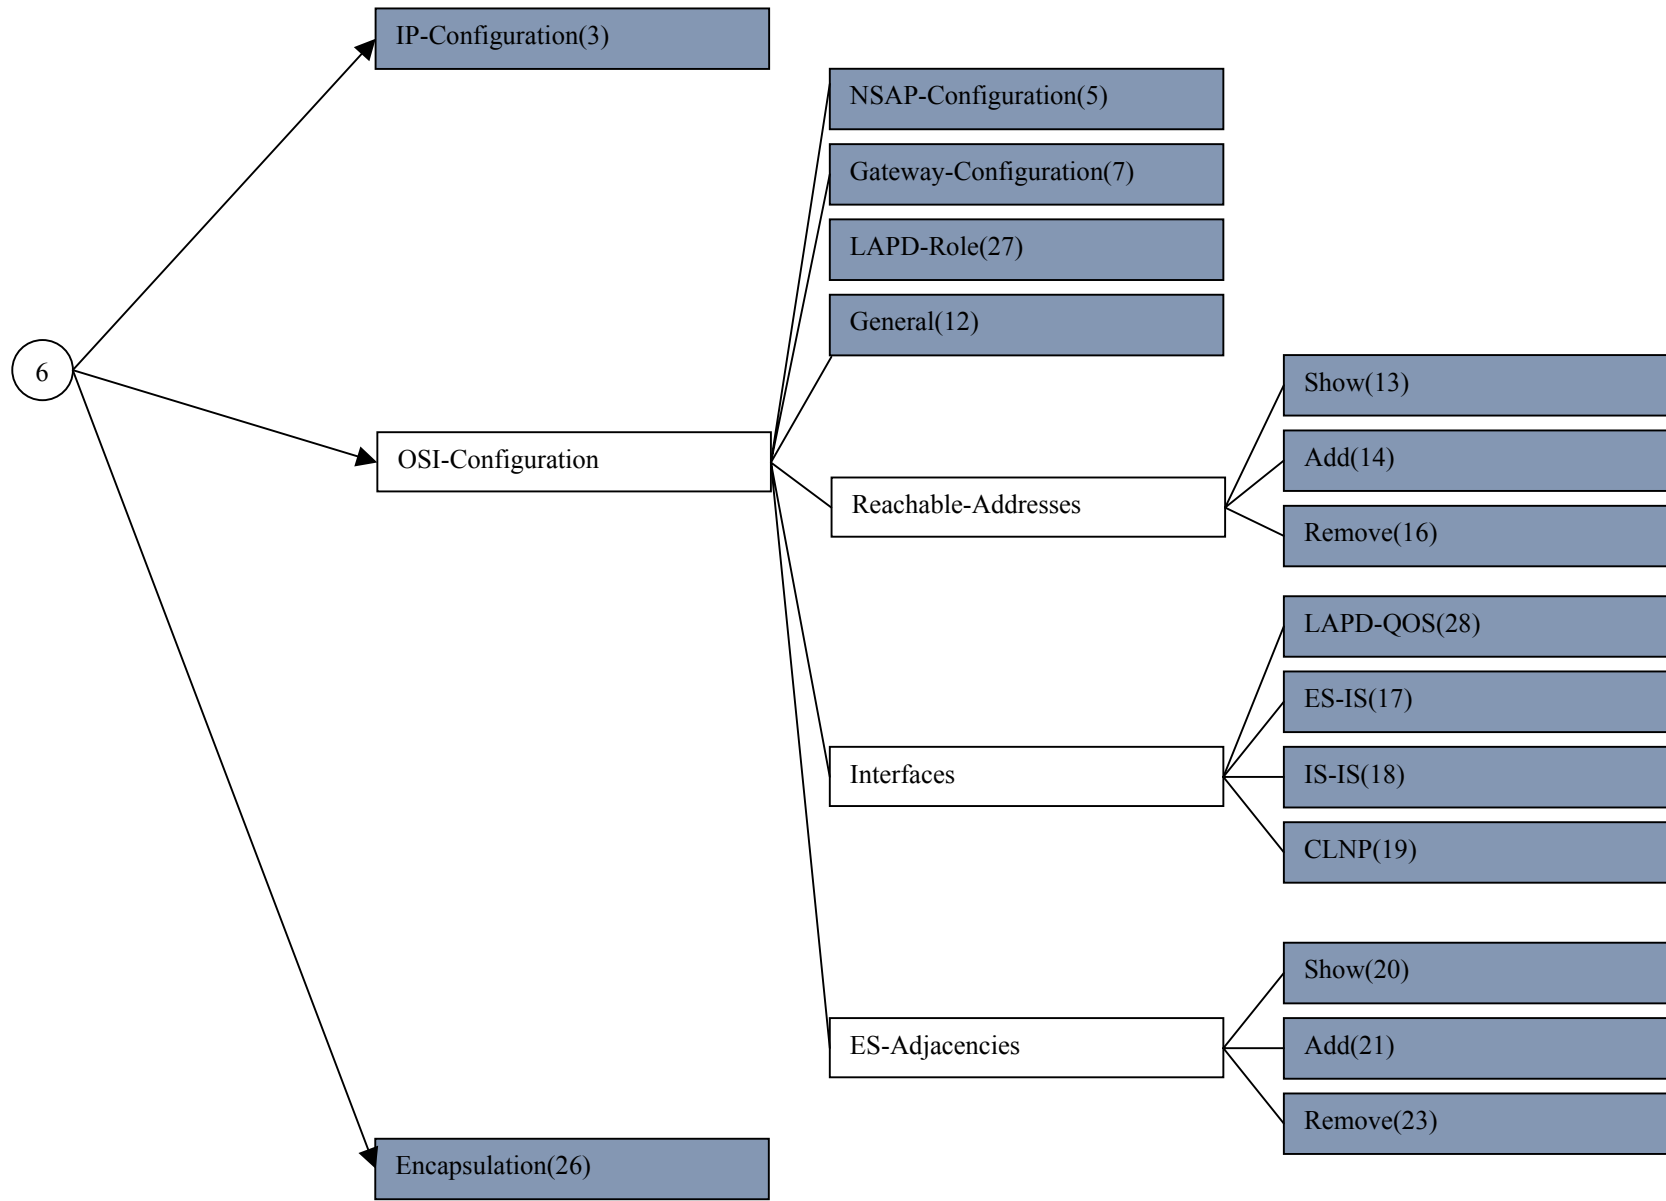 IP-Configuration(3)
NSAP-Configuration(5)
Gateway-Configuration(7)
LAPD-Role(27)
General(12)
6
Show(13)
OSI-Configuration
Add(14)
Reachable-Addresses
Remove(16)
LAPD-QOS(28)
ES-IS(17)
Interfaces
IS-IS(18)
CLNP(19)
Show(20)
ES-Adjacencies
Add(21)
Remove(23)
Encapsulation(26)